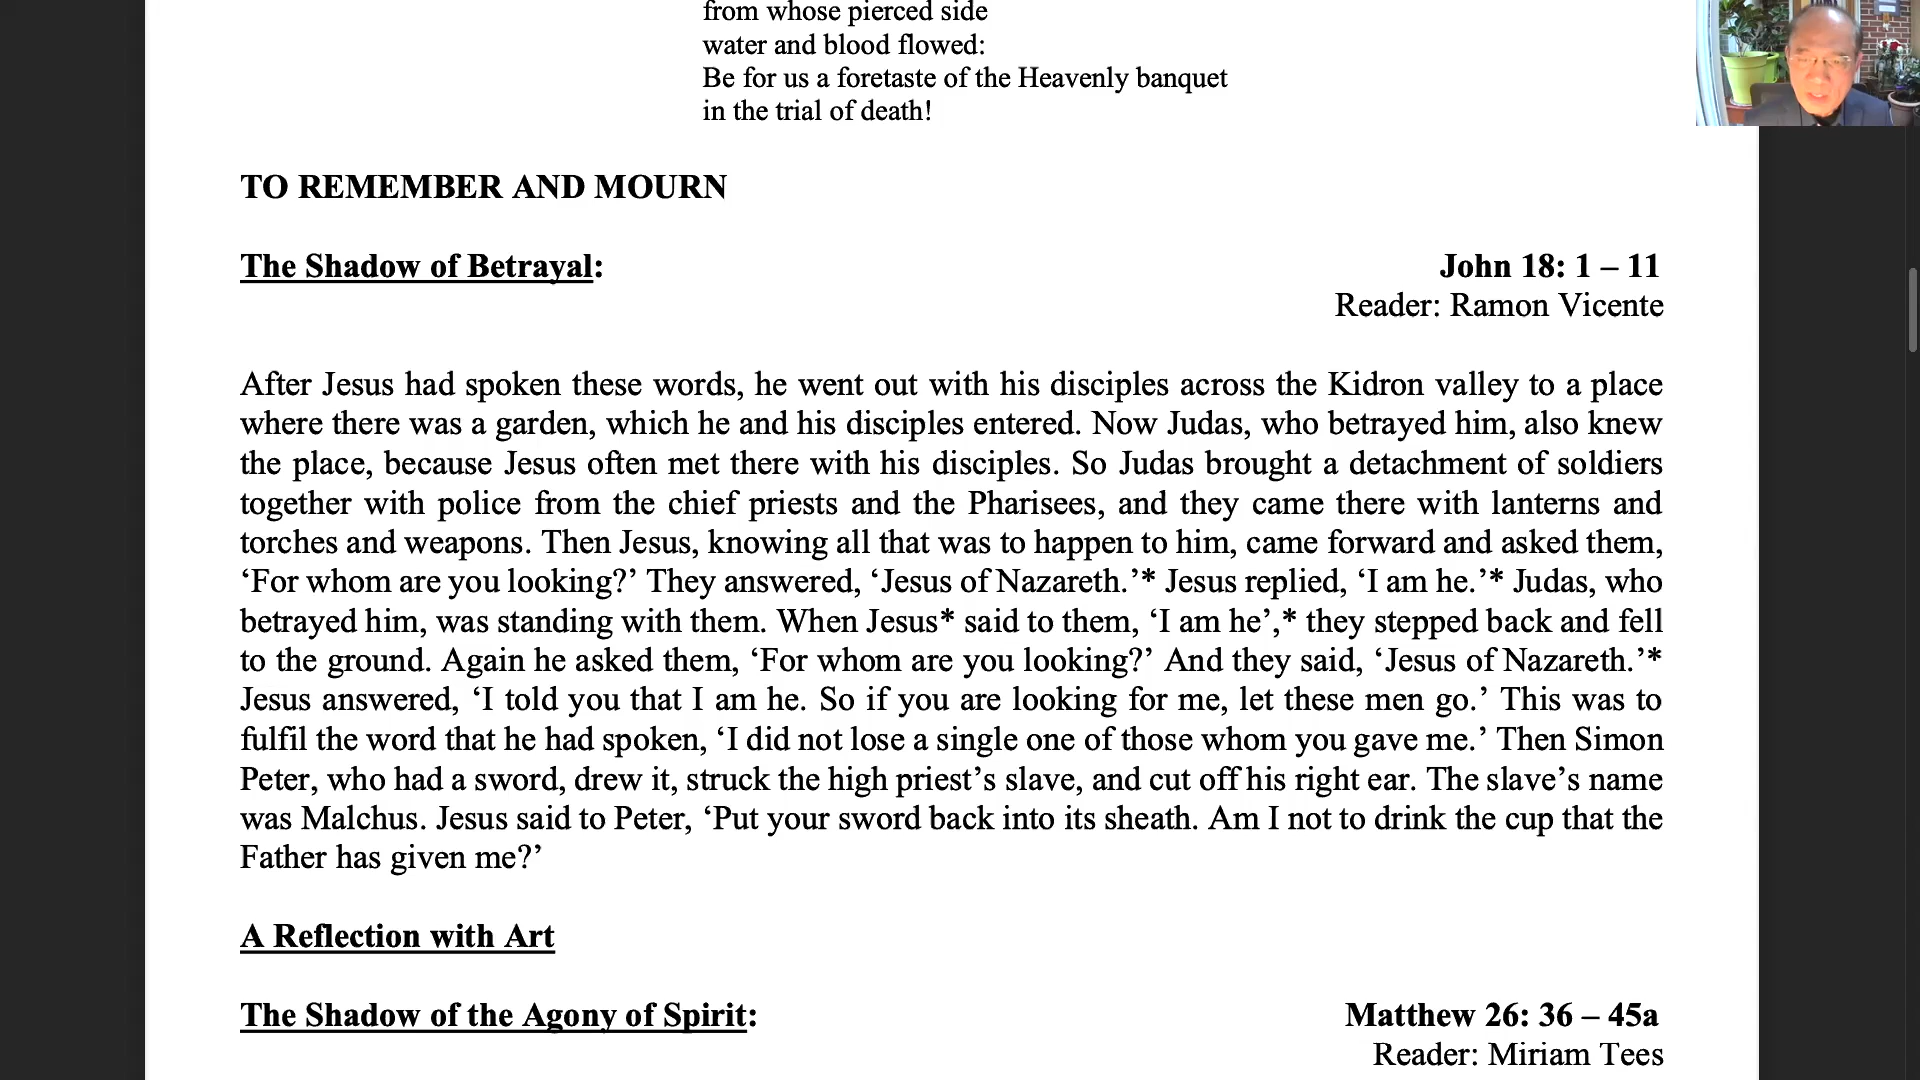 from whose pierced side
water and blood flowed:
Be for us a foretaste of the Heavenly banquet
in the trial of death!
TO REMEMBER AND MOURN
The Shadow of Betrayal: John 18: 1 – 11
Reader: Ramon Vicente
After Jesus had spoken these words, he went out with his disciples across the Kidron valley to a place
where there was a garden, which he and his disciples entered. Now Judas, who betrayed him, also knew
the place, because Jesus often met there with his disciples. So Judas brought a detachment of soldiers
together with police from the chief priests and the Pharisees, and they came there with lanterns and
torches and weapons. Then Jesus, knowing all that was to happen to him, came forward and asked them,
‘For whom are you looking?’ They answered, ‘Jesus of Nazareth.’* Jesus replied, ‘I am he.’* Judas, who
betrayed him, was standing with them. When Jesus* said to them, ‘I am he’,* they stepped back and fell
to the ground. Again he asked them, ‘For whom are you looking?’ And they said, ‘Jesus of Nazareth.’*
Jesus answered, ‘I told you that I am he. So if you are looking for me, let these men go.’ This was to
fulfil the word that he had spoken, ‘I did not lose a single one of those whom you gave me.’ Then Simon
Peter, who had a sword, drew it, struck the high priest’s slave, and cut off his right ear. The slave’s name
was Malchus. Jesus said to Peter, ‘Put your sword back into its sheath. Am I not to drink the cup that the
Father has given me?’
A Reflection with Art
The Shadow of the Agony of Spirit: Matthew 26: 36 – 45a
Reader: Miriam Tees